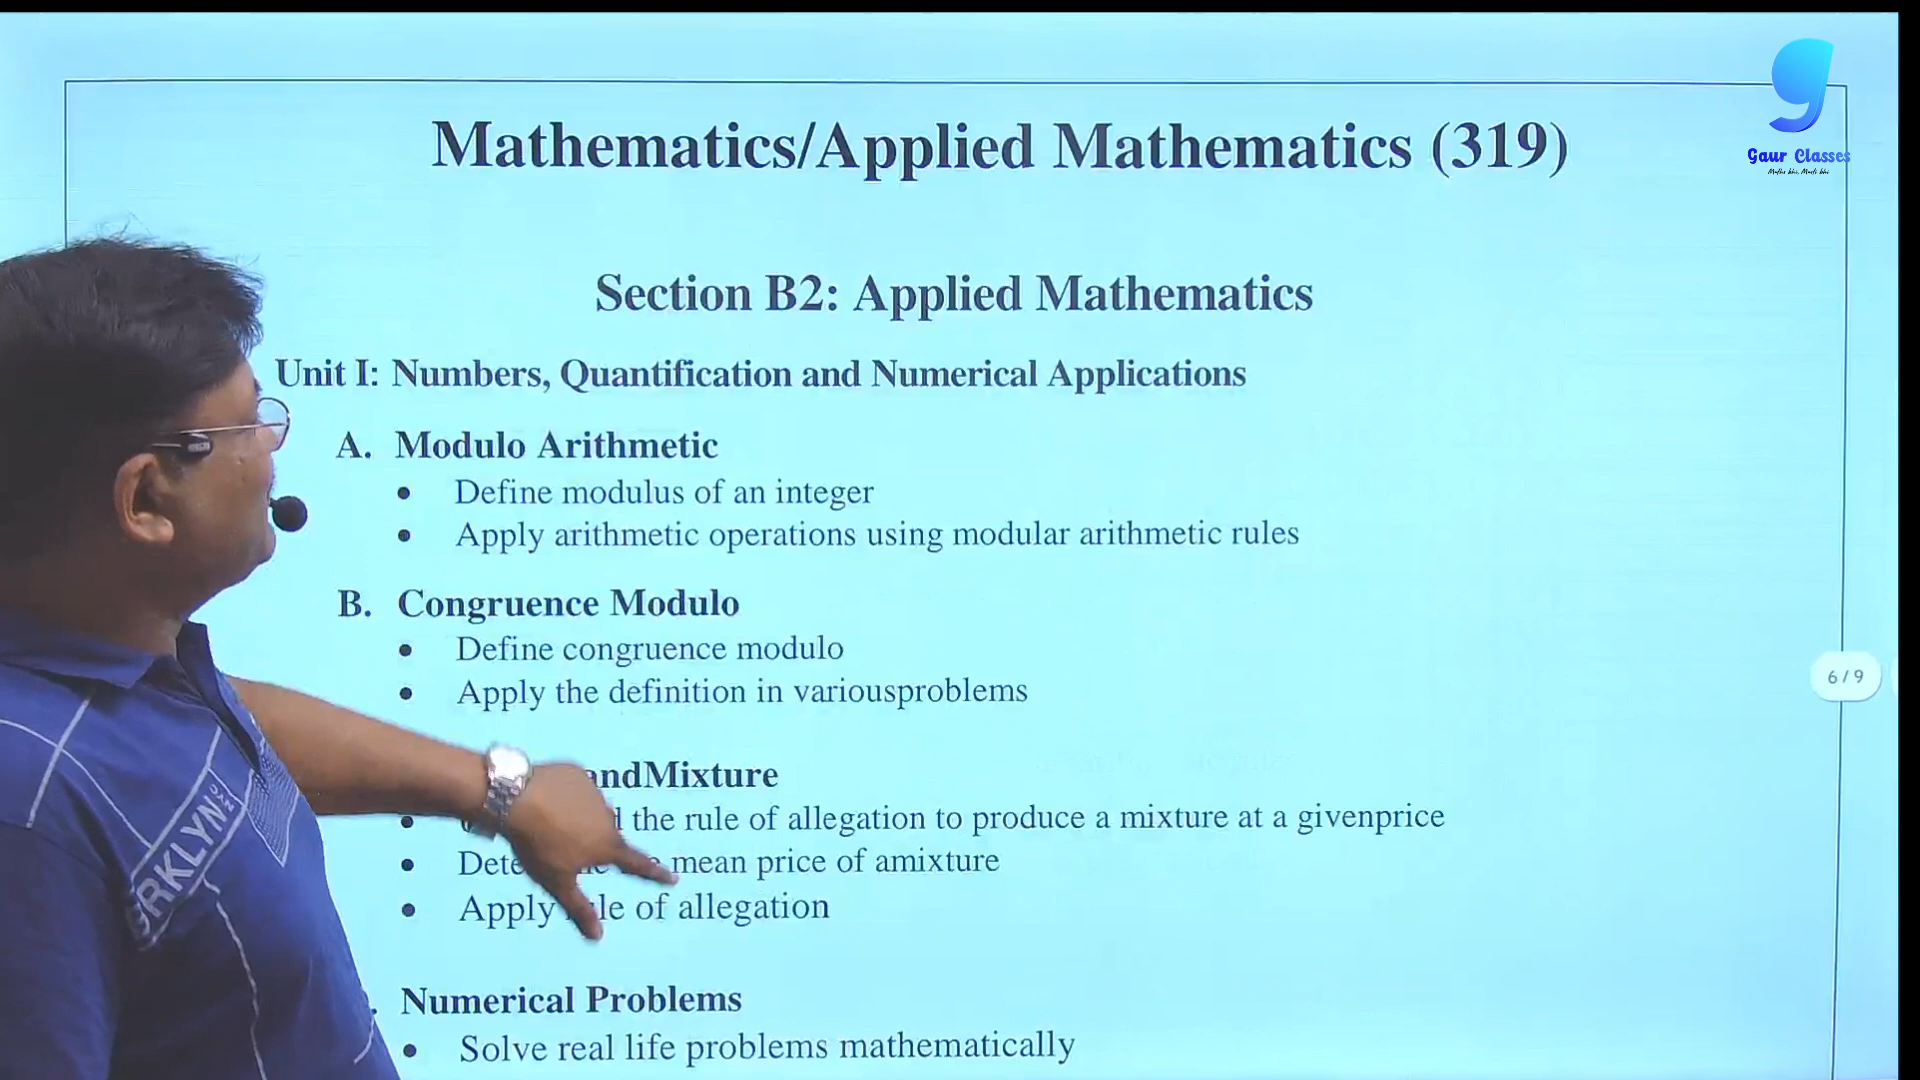 Gaur Classes
Mathematics/Applied Mathematics (319)
Section B2: Applied Mathematics
Unit I: Numbers, Quantification and Numerical Applications
A. Modulo Arithmetic
• Define modulus of an integer
• Apply arithmetic operations using modular arithmetic rules
B. Congruence Modulo
• Define congruence modulo
• Apply the definition in variousproblems
6 / 9
andMixture
• the rule of allegation to produce a mixture at a givenprice
• mean price of amixture
• Apply of allegation
Numerical Problems
• Solve real life problems mathematically
RKLYN